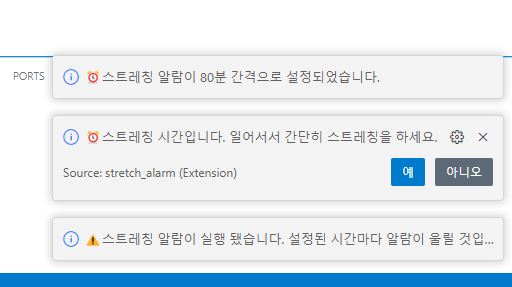 PORTS
⏰스트레칭 알람이 80분 간격으로 설정되었습니다.
⏰스트레칭 시간입니다. 일어서서 간단히 스트레칭을 하세요.
Source: stretch_alarm (Extension)
예 아니오
⚠️스트레칭 알람이 실행 됐습니다. 설정된 시간마다 알람이 울릴 것입...